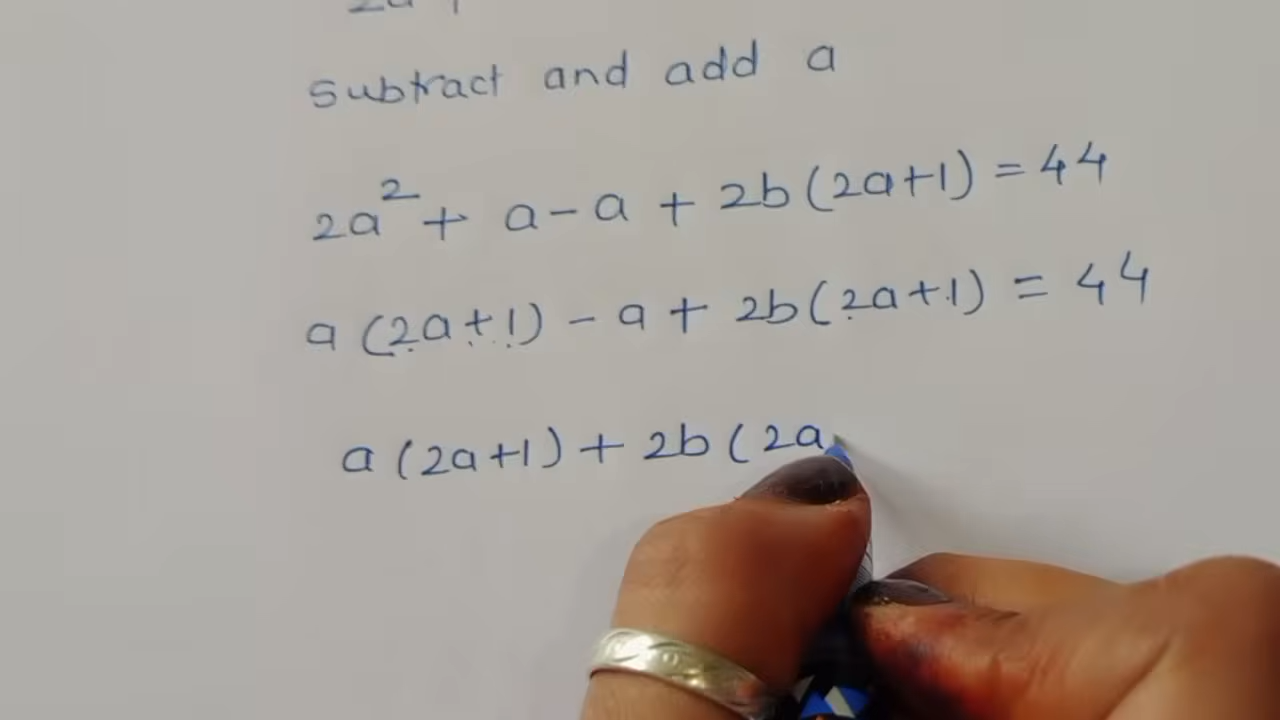 subtract and add a
2a² + a - a + 2b(2a+1) = 44
a(2a+1) - a + 2b(2a+1) = 44
a(2a+1) + 2b(2a